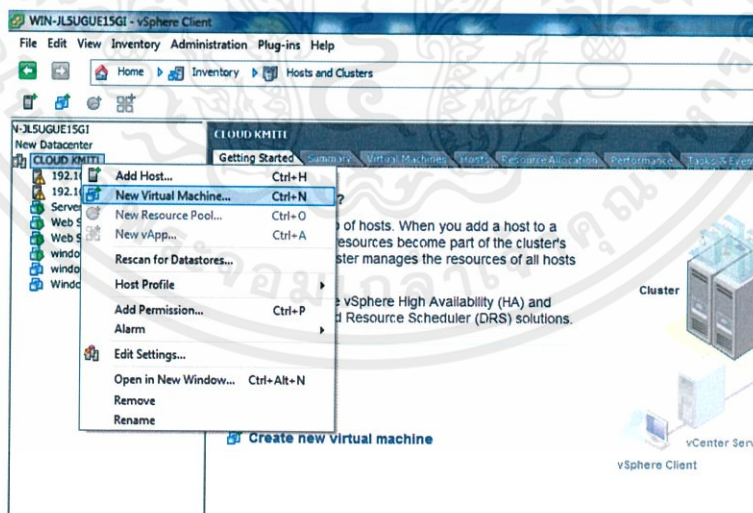 WIN-JL5UGUE15GI - vSphere Client
File Edit View Inventory Administration Plug-ins Help
Home Inventory Hosts and Clusters
N-JL5UGUE15GI
New Datacenter
CLOUD KMITL
192.1
192.1
Server
Web S
Web S
windo
windo
Windo
Add Host... Ctrl+H
New Virtual Machine... Ctrl+N
New Resource Pool... Ctrl+O
New vApp... Ctrl+A
Rescan for Datastores...
Host Profile
Add Permission... Ctrl+P
Alarm
Edit Settings...
Open in New Window... Ctrl+Alt+N
Remove
Rename
CLOUD KMITL
Getting Started Summary Virtual Machines Hosts Resource Allocation Performance Tasks & Even
?
of hosts. When you add a host to a
esources become part of the cluster's
ster manages the resources of all hosts
vSphere High Availability (HA) and
d Resource Scheduler (DRS) solutions.
Create new virtual machine
Cluster
vCenter Serv
vSphere Client